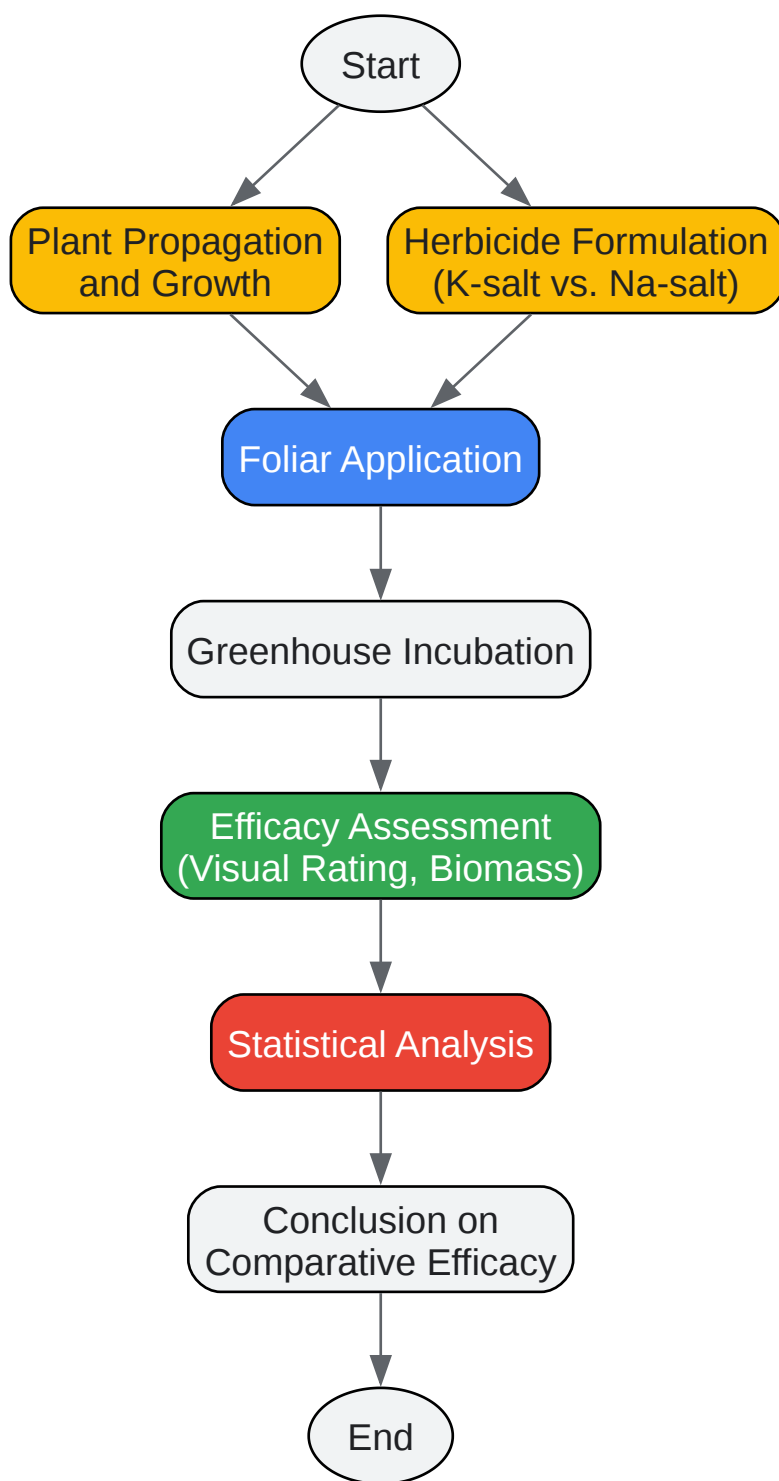 Start
Plant Propagation
and Growth
Herbicide Formulation
(K-salt vs. Na-salt)
Foliar Application
Greenhouse Incubation
Efficacy Assessment
(Visual Rating, Biomass)
Statistical Analysis
Conclusion on
Comparative Efficacy
End